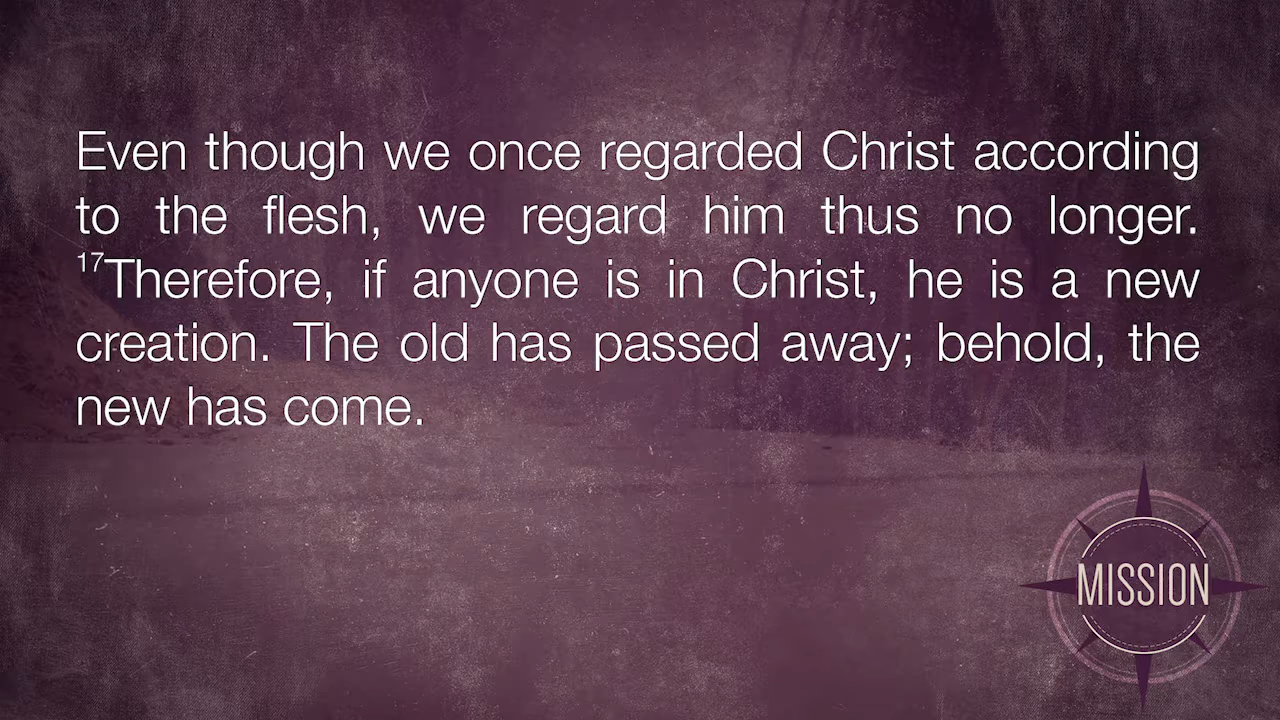 Even though we once regarded Christ according
to the flesh, we regard him thus no longer.
17Therefore, if anyone is in Christ, he is a new
creation. The old has passed away; behold, the
new has come.
MISSION